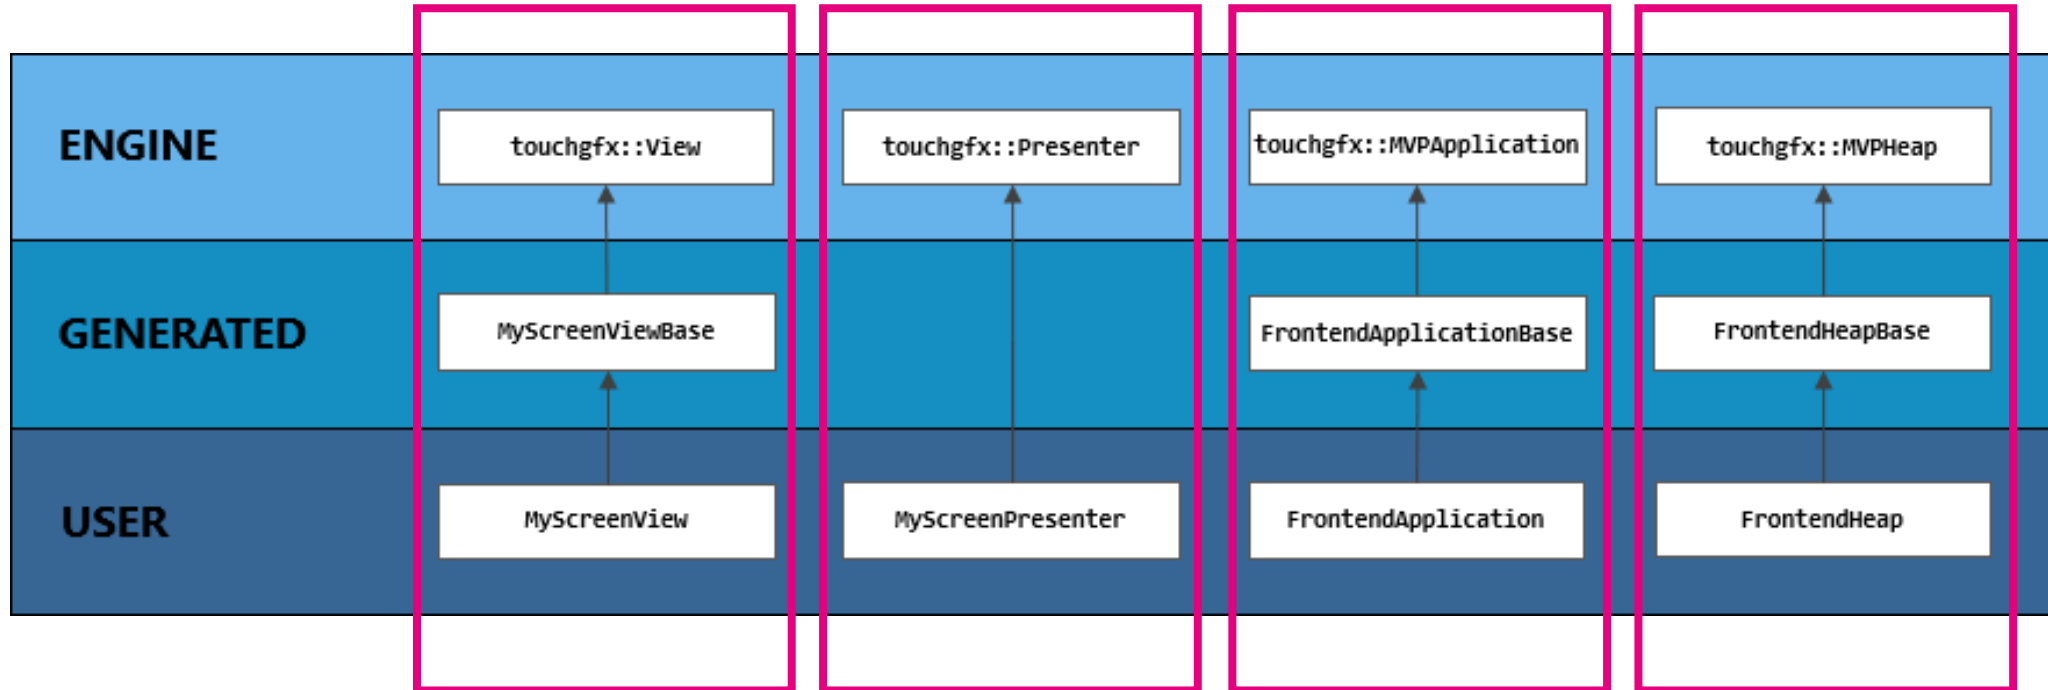 ENGINE
touchgfx::View
touchgfx::Presenter
touchgfx::MVPApplication
touchgfx::MVPHeap
GENERATED
MyScreenViewBase
FrontendApplicationBase
FrontendHeapBase
USER
MyScreenView
MyScreenPresenter
FrontendApplication
FrontendHeap